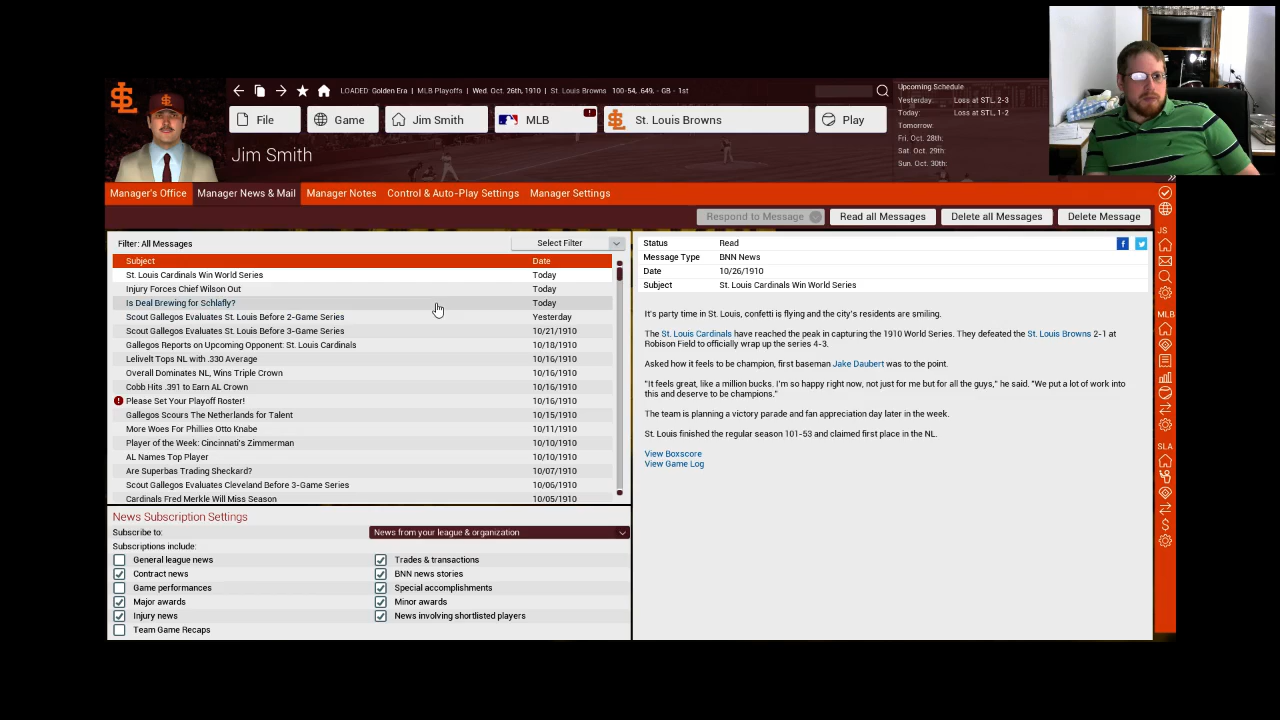 LOADED: Golden Era | MLB Playoffs | Wed. Oct. 26th, 1910 | St. Louis Browns 100-54, .649, - GB - 1st
File
Game
Jim Smith
MLB
St. Louis Browns
Play
Upcoming Schedule
Yesterday: Loss at STL, 2-3
Today: Loss at STL, 1-2
Tomorrow:
Fri. Oct. 28th:
Sat. Oct. 29th:
Sun. Oct. 30th:
Jim Smith
Manager's Office
Manager News & Mail
Manager Notes
Control & Auto-Play Settings
Manager Settings
Respond to Message
Read all Messages
Delete all Messages
Delete Message
Filter: All Messages
Select Filter
Subject Date
St. Louis Cardinals Win World Series Today
Injury Forces Chief Wilson Out Today
Is Deal Brewing for Schlafly? Today
Scout Gallegos Evaluates St. Louis Before 2-Game Series Yesterday
Scout Gallegos Evaluates St. Louis Before 3-Game Series 10/21/1910
Gallegos Reports on Upcoming Opponent: St. Louis Cardinals 10/18/1910
Lelivelt Tops NL with .330 Average 10/16/1910
Overall Dominates NL, Wins Triple Crown 10/16/1910
Cobb Hits .391 to Earn AL Crown 10/16/1910
Please Set Your Playoff Roster! 10/16/1910
Gallegos Scours The Netherlands for Talent 10/15/1910
More Woes For Phillies Otto Knabe 10/11/1910
Player of the Week: Cincinnati's Zimmerman 10/10/1910
AL Names Top Player 10/10/1910
Are Superbas Trading Sheckard? 10/07/1910
Scout Gallegos Evaluates Cleveland Before 3-Game Series 10/06/1910
Cardinals Fred Merkle Will Miss Season 10/05/1910
News Subscription Settings
Subscribe to: News from your league & organization
Subscriptions include:
General league news Trades & transactions
Contract news BNN news stories
Game performances Special accomplishments
Major awards Minor awards
Injury news News involving shortlisted players
Team Game Recaps
Status Read
Message Type BNN News
Date 10/26/1910
Subject St. Louis Cardinals Win World Series
It's party time in St. Louis, confetti is flying and the city's residents are smiling.
The St. Louis Cardinals have reached the peak in capturing the 1910 World Series. They defeated the St. Louis Browns 2-1 at
Robison Field to officially wrap up the series 4-3.
Asked how it feels to be champion, first baseman Jake Daubert was to the point.
"It feels great, like a million bucks. I'm so happy right now, not just for me but for all the guys," he said. "We put a lot of work into
this and deserve to be champions."
The team is planning a victory parade and fan appreciation day later in the week.
St. Louis finished the regular season 101-53 and claimed first place in the NL.
View Boxscore
View Game Log
JS
MLB
SLA